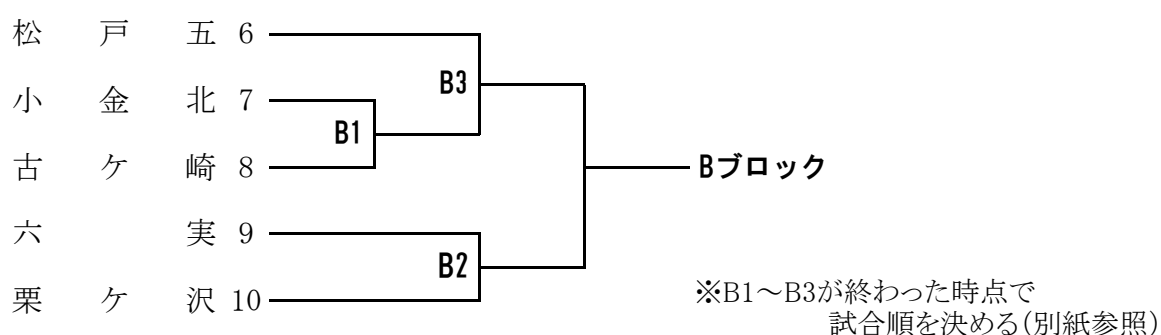 松戸五 6
B3
小金北 7
B1
古ケ崎 8
Bブロック
六実 9
B2
栗ケ沢 10
※B1～B3が終わった時点で
試合順を決める(別紙参照)